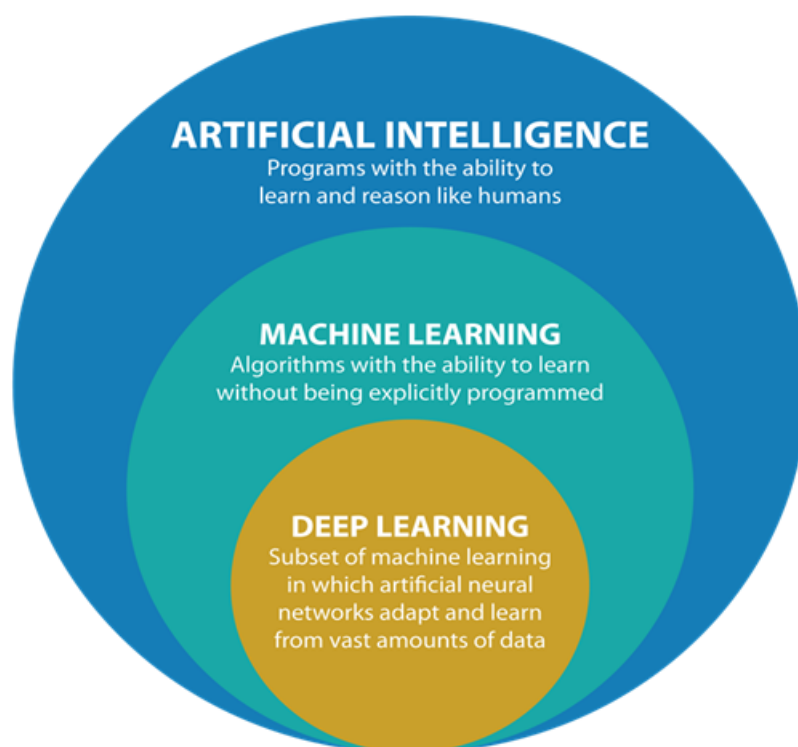 ARTIFICIAL INTELLIGENCE
Programs with the ability to
learn and reason like humans
MACHINE LEARNING
Algorithms with the ability to learn
without being explicitly programmed
DEEP LEARNING
Subset of machine learning
in which artificial neural
networks adapt and learn
from vast amounts of data